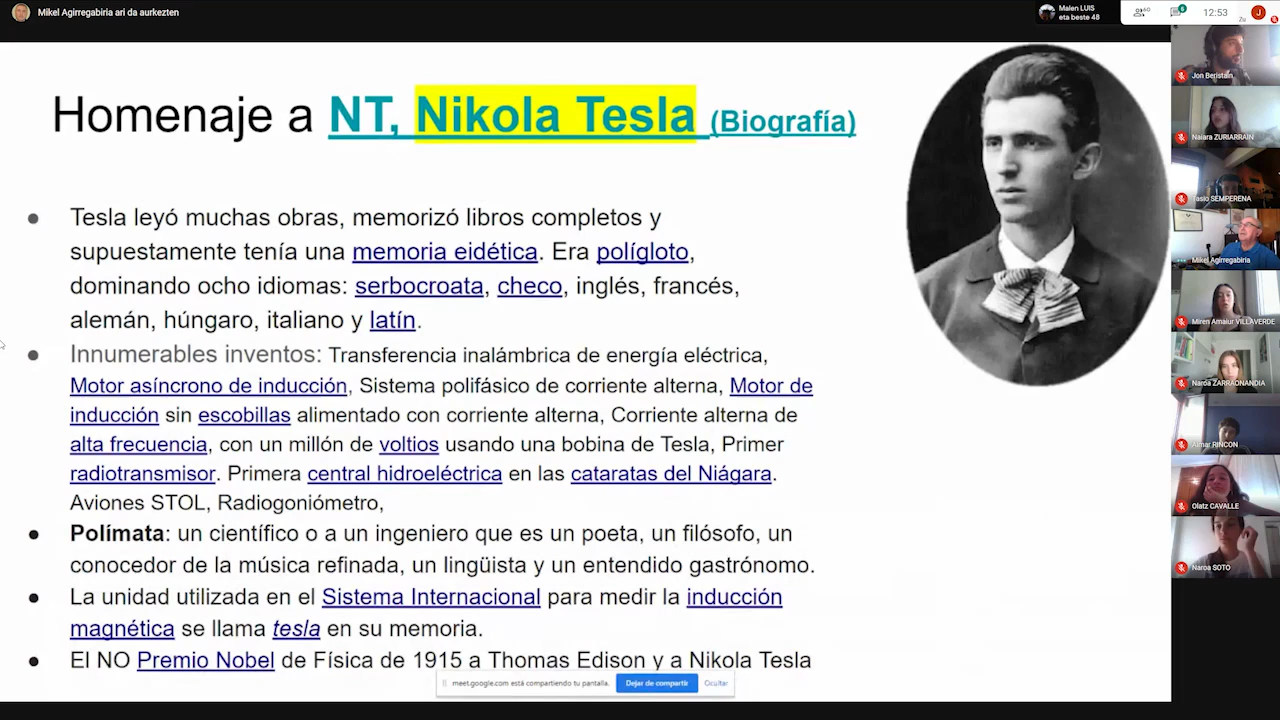 Mikel Agirregabiria ari da aurkezten
Malen LUIS
eta beste 48
60
6
12:53
Zu
J
Homenaje a NT, Nikola Tesla (Biografía)
● Tesla leyó muchas obras, memorizó libros completos y
supuestamente tenía una memoria eidética. Era polígloto,
dominando ocho idiomas: serbocroata, checo, inglés, francés,
alemán, húngaro, italiano y latín.
● Innumerables inventos: Transferencia inalámbrica de energía eléctrica,
Motor asíncrono de inducción, Sistema polifásico de corriente alterna, Motor de
inducción sin escobillas alimentado con corriente alterna, Corriente alterna de
alta frecuencia, con un millón de voltios usando una bobina de Tesla, Primer
radiotransmisor. Primera central hidroeléctrica en las cataratas del Niágara.
Aviones STOL, Radiogoniómetro,
● Polímata: un científico o a un ingeniero que es un poeta, un filósofo, un
conocedor de la música refinada, un lingüista y un entendido gastrónomo.
● La unidad utilizada en el Sistema Internacional para medir la inducción
magnética se llama tesla en su memoria.
● El NO Premio Nobel de Física de 1915 a Thomas Edison y a Nikola Tesla
meet.google.com está compartiendo tu pantalla.
Dejar de compartir
Ocultar
Jon Beristain
Naiara ZURIARRAIN
Tasio SEMPERENA
Mikel Agirregabiria
Miren Amaiur VILLAVERDE
Naroa ZARRAONANDIA
Aimar RINCON
Olatz CAVALLE
Naroa SOTO